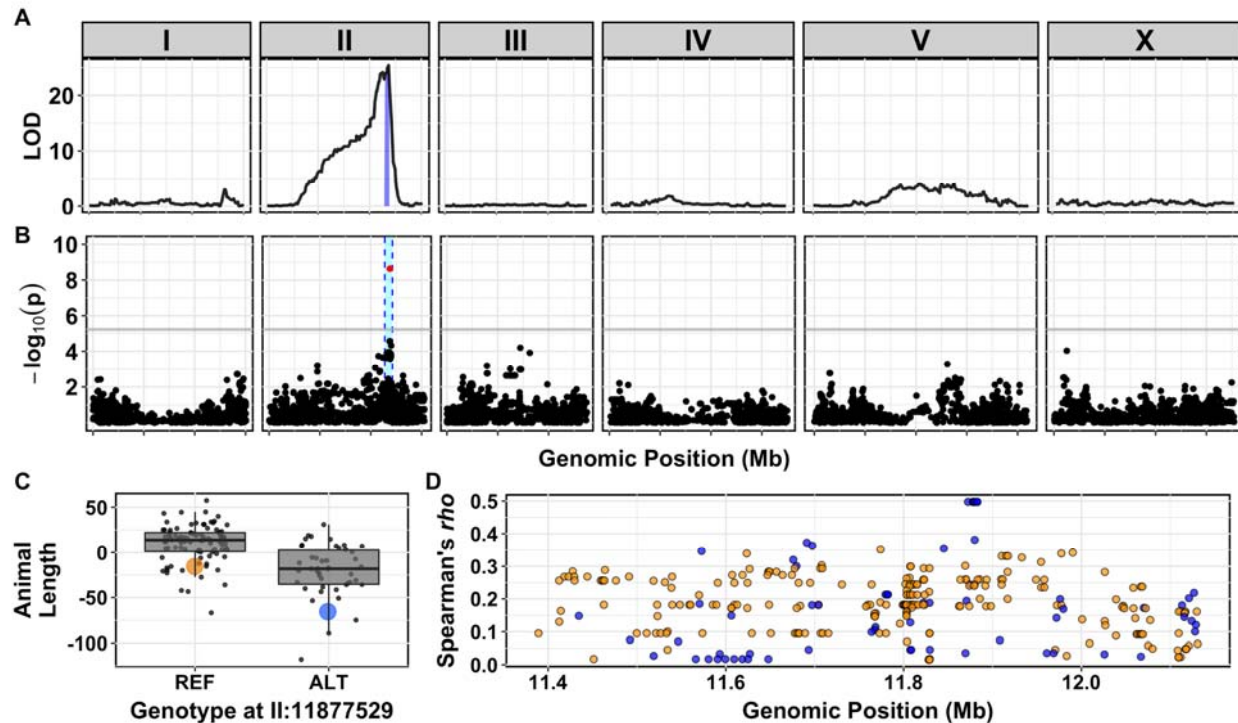 A
I II III IV V X
LOD
20
10
0
B
−log10(p)
10
8
6
4
2
Genomic Position (Mb)
C
Animal
Length
50
0
-50
-100
REF ALT
Genotype at II:11877529
D
Spearman's rho
0.5
0.4
0.3
0.2
0.1
0.0
11.4 11.6 11.8 12.0
Genomic Position (Mb)